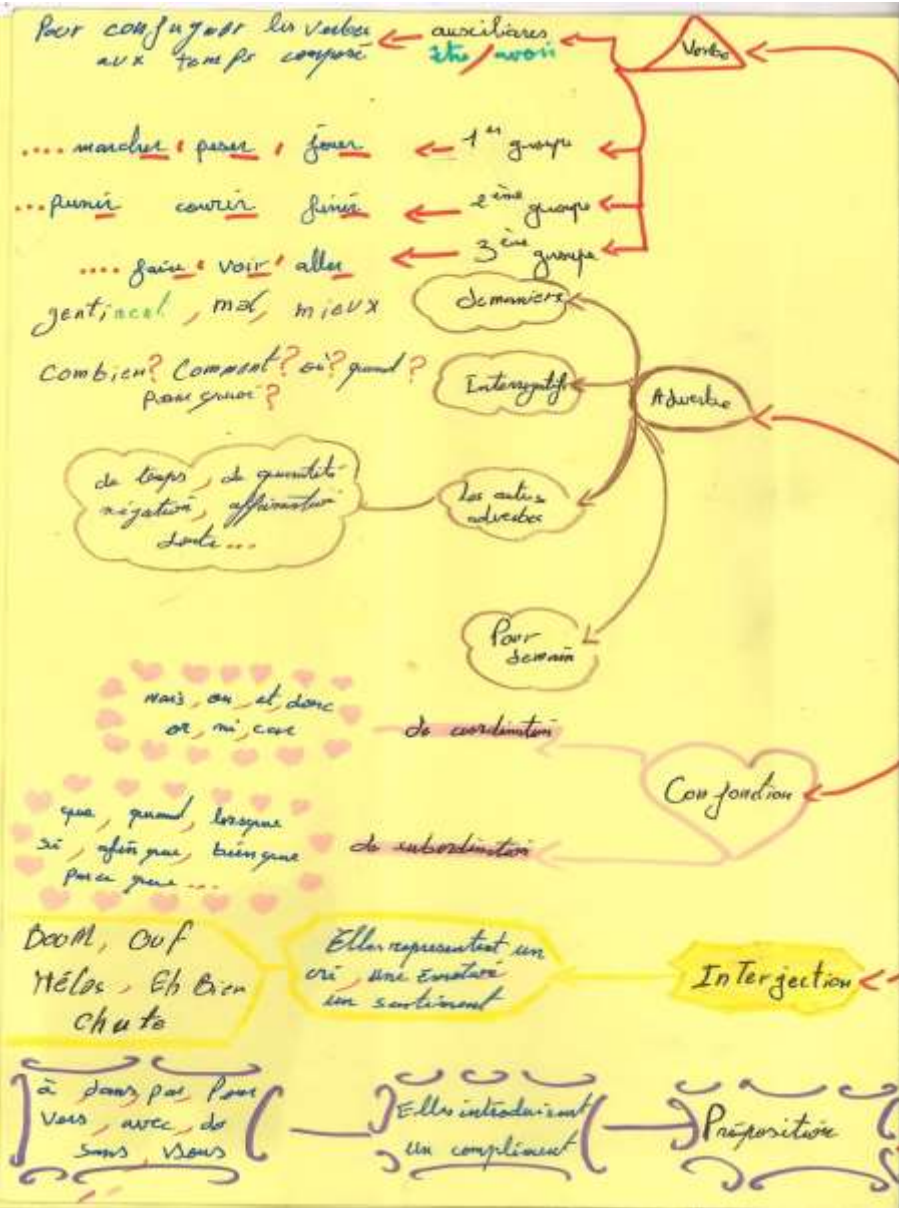 Pour conjuguer les verbes
aux temps composé
auxiliaires
être/avoir
Verbe
.... marcher, peser, jouer
1er groupe
...punir courir finir
2ème groupe
.... faire, voir, aller
3ème groupe
gentiment, mal, mieux
demaniers
Combien? Comment? où? quand?
pourquoi?
Interrogatifs
Adverbe
de temps, de quantité
négation, affirmation
doute...
Les autres
adverbes
Pour
demain
mais, ou, et, donc
or, ni, car
de coordination
Conjonction
que, quand, lorsque
si, afin que, bien que
parce que ...
de subordination
BOOM, OUf
Hélas, Eh Bien
chute
Elles représentent un
cri, une émotion
un sentiment
InTerjection
à dans par Pour
Vers, avec, de
sans, sous
Elles introduisent
un complément
Préposition